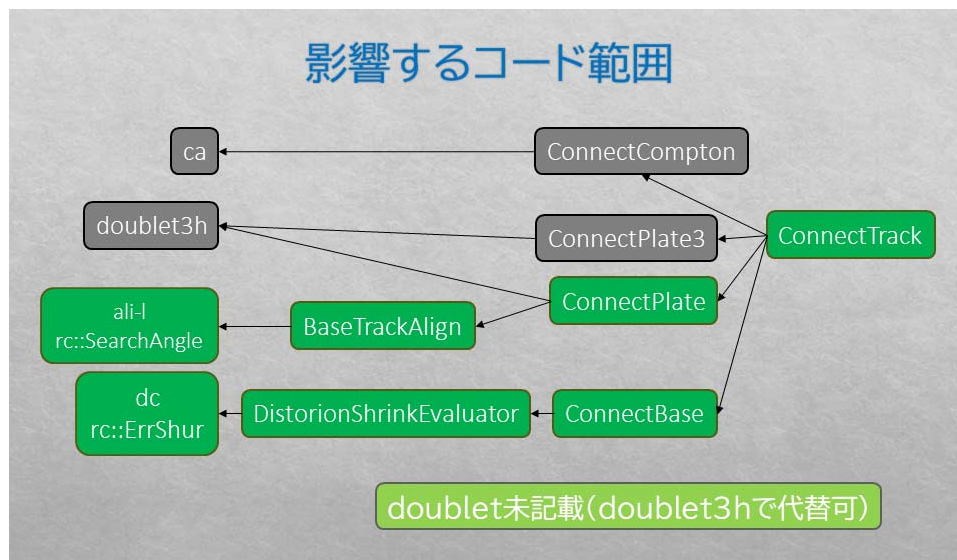 影響するコード範囲
ca
ConnectCompton
doublet3h
ConnectPlate3
ConnectTrack
ConnectPlate
ali-l
rc::SearchAngle
BaseTrackAlign
dc
rc::ErrShur
DistorionShrinkEvaluator
ConnectBase
doublet未記載(doublet3hで代替可)